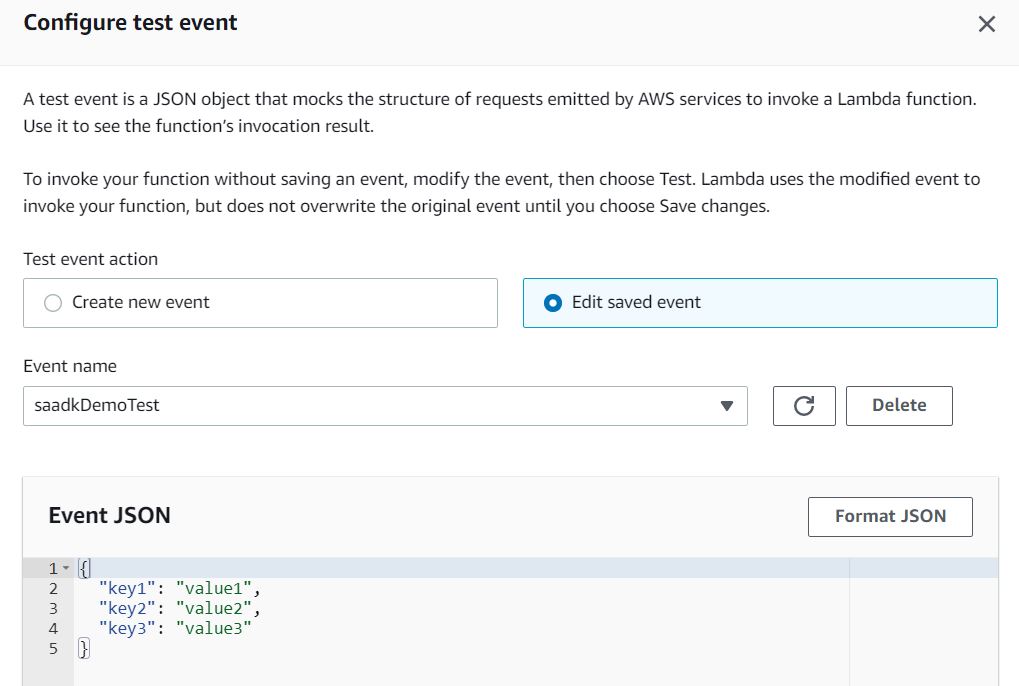 Configure test event
A test event is a JSON object that mocks the structure of requests emitted by AWS services to invoke a Lambda function.
Use it to see the function’s invocation result.
To invoke your function without saving an event, modify the event, then choose Test. Lambda uses the modified event to
invoke your function, but does not overwrite the original event until you choose Save changes.
Test event action
Create new event
Edit saved event
Event name
saadkDemoTest
Delete
Event JSON
Format JSON
1 {
2 "key1": "value1",
3 "key2": "value2",
4 "key3": "value3"
5 }